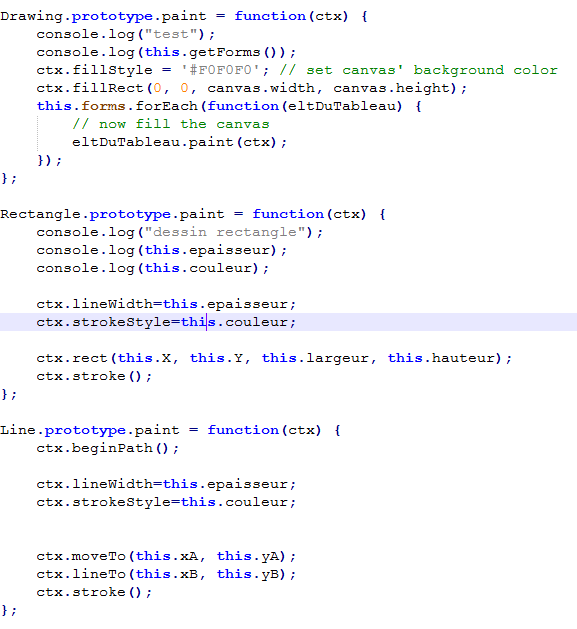 Drawing.prototype.paint = function(ctx) {
    console.log("test");
    console.log(this.getForms());
    ctx.fillStyle = '#F0F0F0'; // set canvas' background color
    ctx.fillRect(0, 0, canvas.width, canvas.height);
    this.forms.forEach(function(eltDuTableau) {
        // now fill the canvas
        eltDuTableau.paint(ctx);
    });
};

Rectangle.prototype.paint = function(ctx) {
    console.log("dessin rectangle");
    console.log(this.epaisseur);
    console.log(this.couleur);

    ctx.lineWidth=this.epaisseur;
    ctx.strokeStyle=this.couleur;

    ctx.rect(this.X, this.Y, this.largeur, this.hauteur);
    ctx.stroke();
};

Line.prototype.paint = function(ctx) {
    ctx.beginPath();

    ctx.lineWidth=this.epaisseur;
    ctx.strokeStyle=this.couleur;


    ctx.moveTo(this.xA, this.yA);
    ctx.lineTo(this.xB, this.yB);
    ctx.stroke();
};